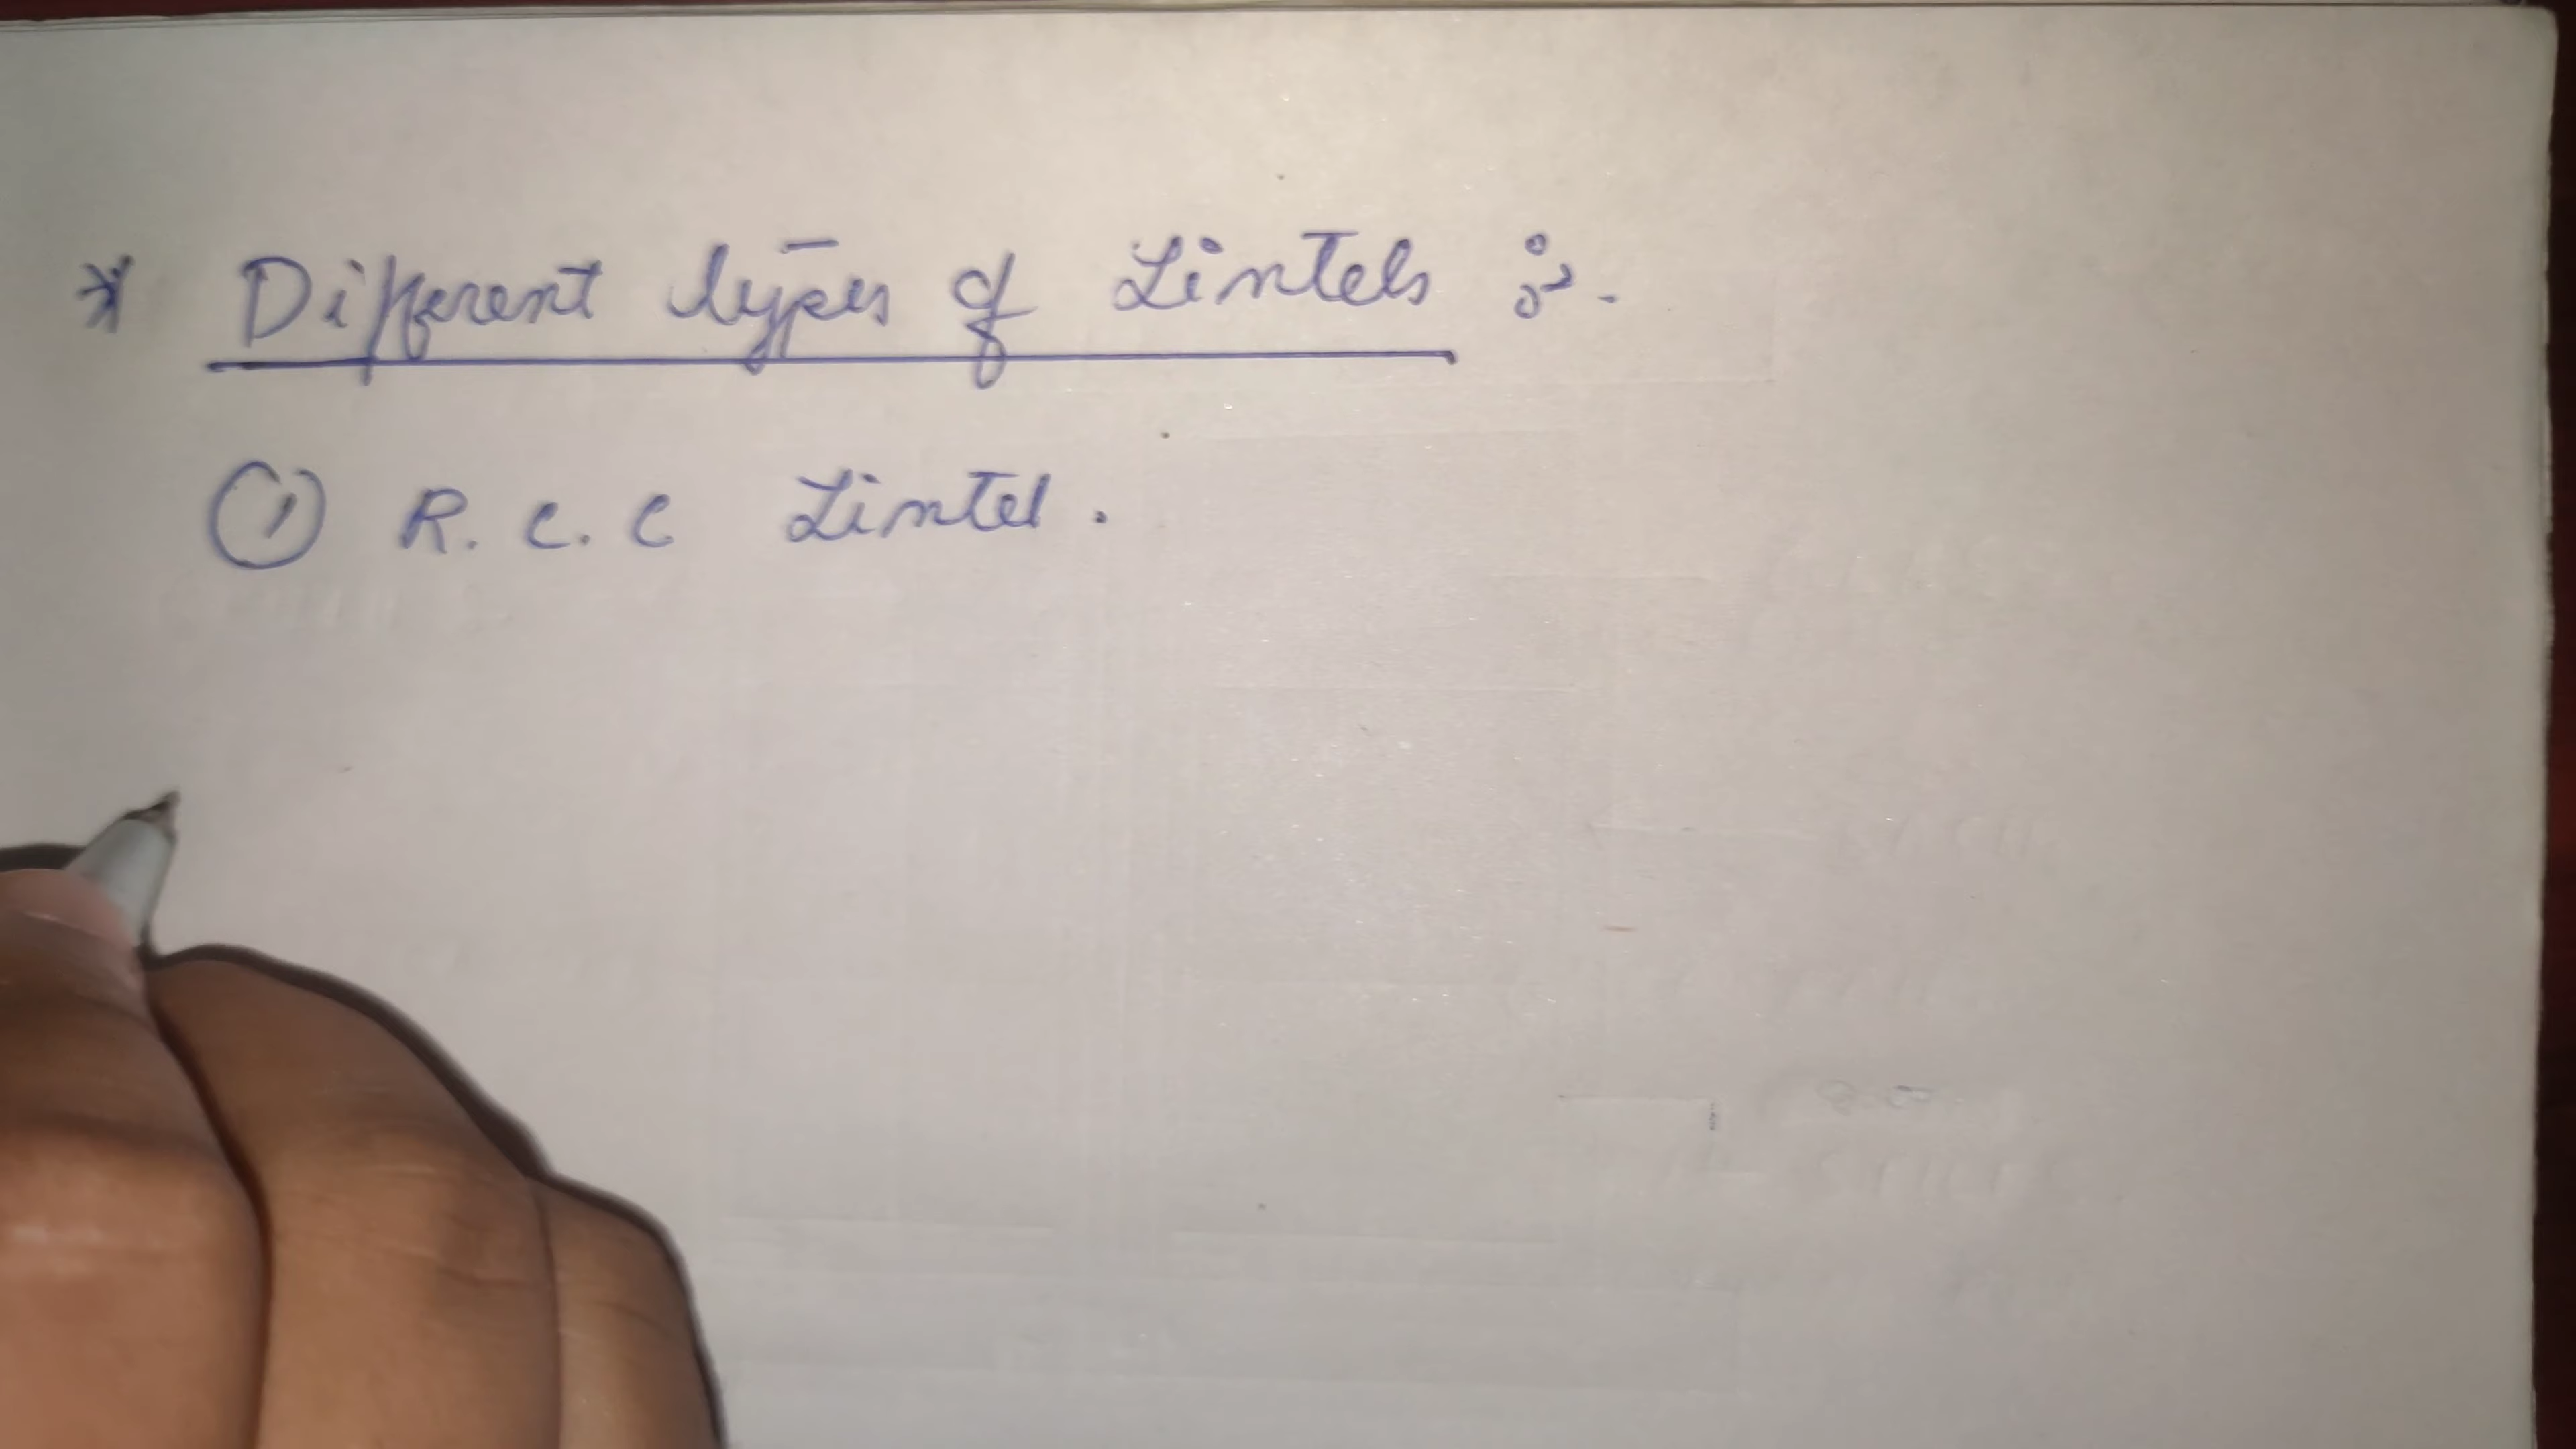 * Different types of Lintels :-
① R. C. C Lintel.